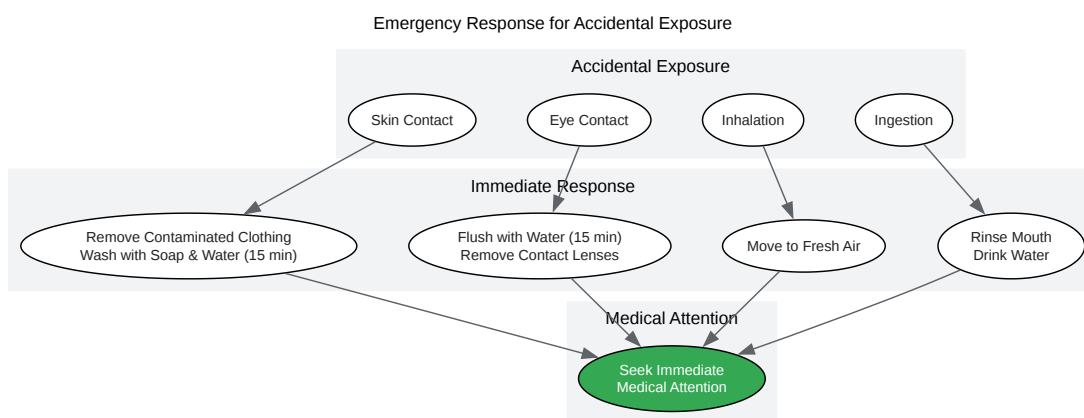 Emergency Response for Accidental Exposure
Accidental Exposure
Skin Contact
Eye Contact
Inhalation
Ingestion
Immediate Response
Remove Contaminated Clothing
Wash with Soap & Water (15 min)
Flush with Water (15 min)
Remove Contact Lenses
Move to Fresh Air
Rinse Mouth
Drink Water
Medical Attention
Seek Immediate
Medical Attention